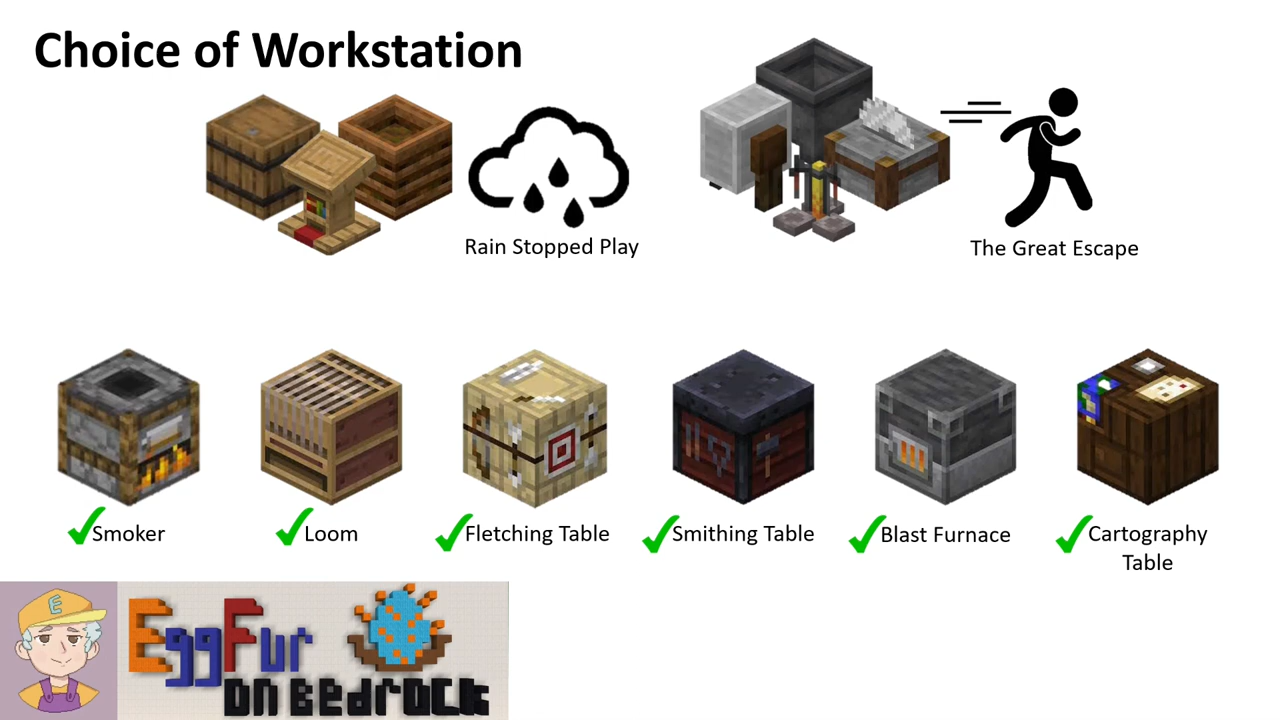 Choice of Workstation
Rain Stopped Play
The Great Escape
Smoker
Loom
Fletching Table
Smithing Table
Blast Furnace
Cartography
Table
E
EggFur
on Bedrock